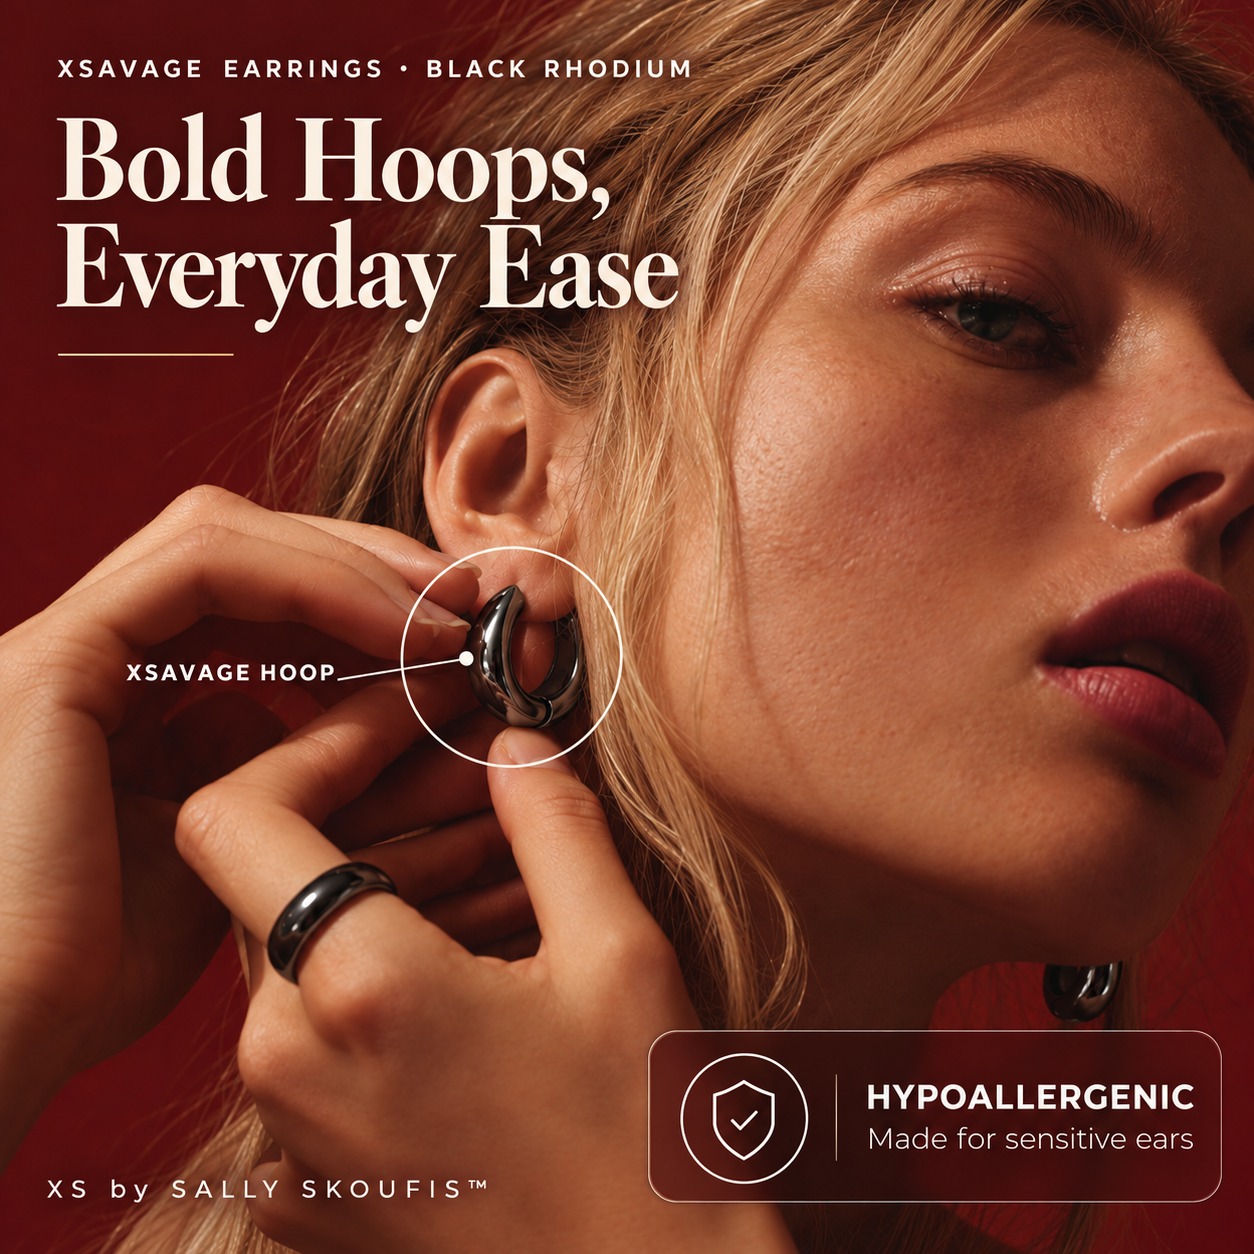 XSAVAGE EARRINGS • BLACK RHODIUM
Bold Hoops,
Everyday Ease
XSAVAGE HOOP
HYPOALLERGENIC
Made for sensitive ears
XS by SALLY SKOUFIS™